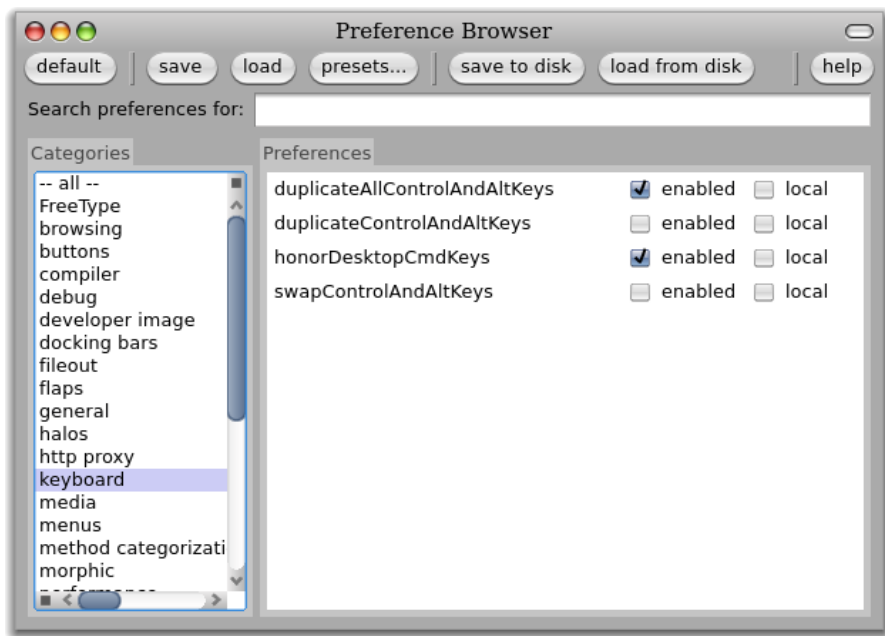 Preference Browser
default save load presets... save to disk load from disk help
Search preferences for:
Categories
-- all --
FreeType
browsing
buttons
compiler
debug
developer image
docking bars
fileout
flaps
general
halos
http proxy
keyboard
media
menus
method categorizati
morphic
Preferences
duplicateAllControlAndAltKeys enabled local
duplicateControlAndAltKeys enabled local
honorDesktopCmdKeys enabled local
swapControlAndAltKeys enabled local